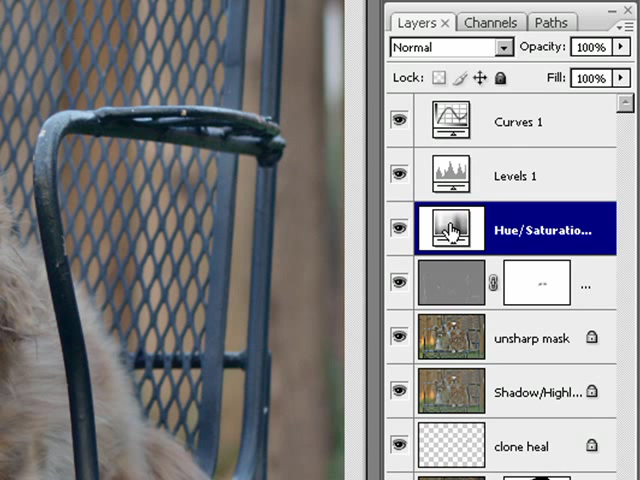 Layers × Channels Paths
Normal Opacity: 100%
Lock: Fill: 100%
Curves 1
Levels 1
Hue/Saturatio...
...
unsharp mask
Shadow/Highl...
clone heal